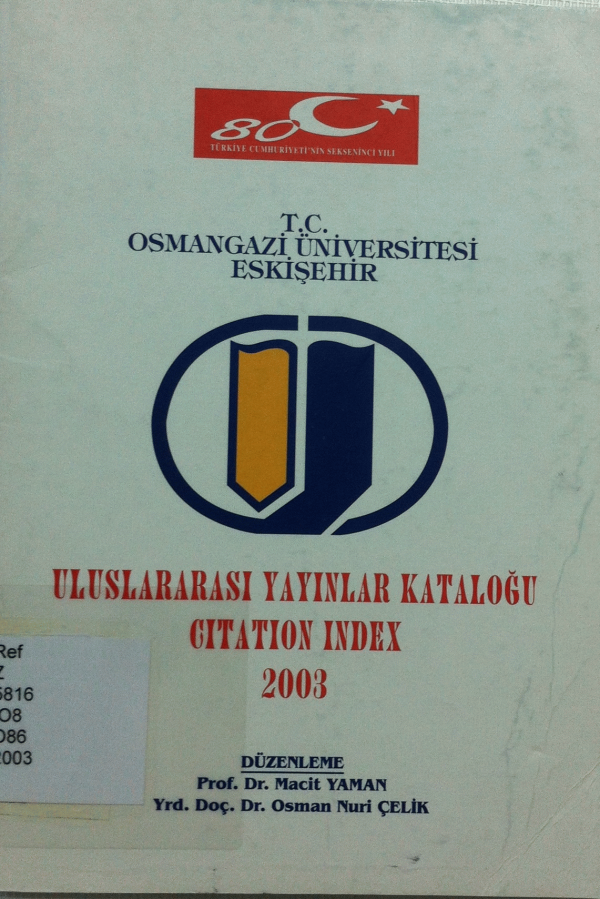 80
TÜRKİYE CUMHURİYETİ'NİN SEKSENİNCİ YILI
T.C.
OSMANGAZİ ÜNİVERSİTESİ
ESKİŞEHİR
ULUSLARARASI YAYINLAR KATALOĞU
CITATION INDEX
2003
Ref
Z
5816
O8
O86
2003
DÜZENLEME
Prof. Dr. Macit YAMAN
Yrd. Doç. Dr. Osman Nuri ÇELİK